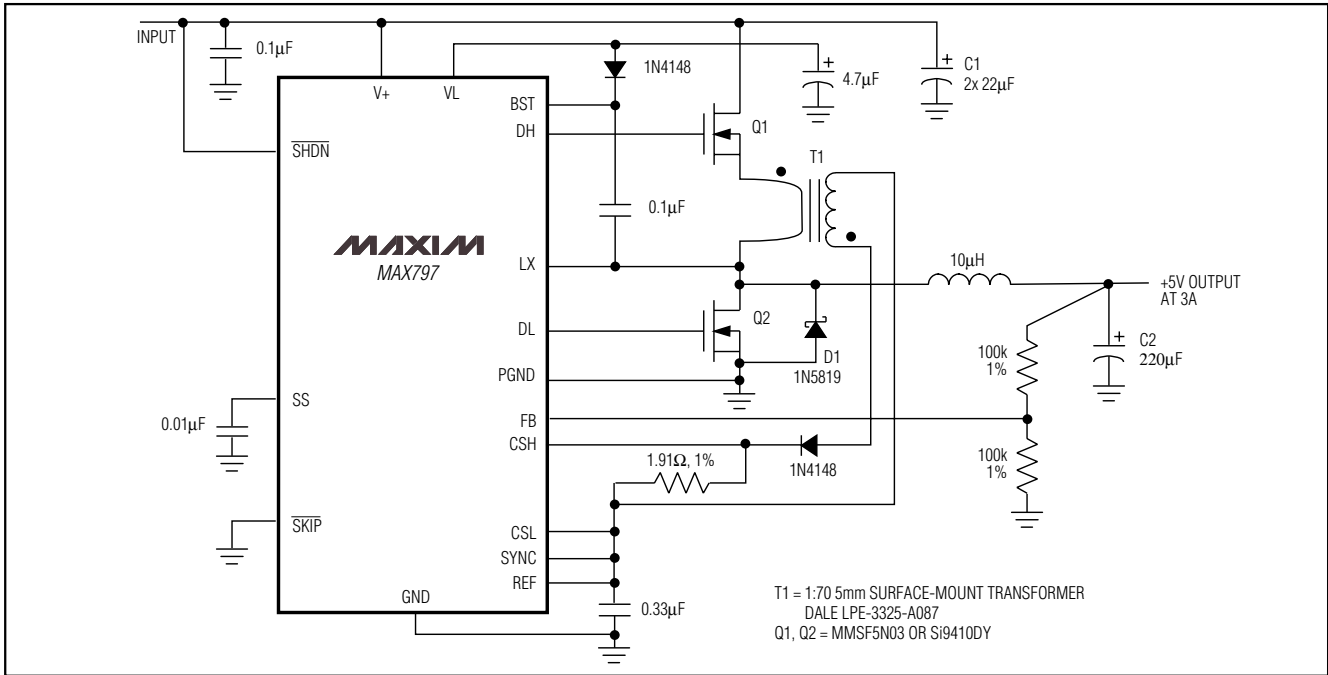 INPUT
0.1µF
V+
VL
1N4148
4.7µF
C1
2x 22µF
BST
DH
Q1
T1
SHDN
0.1µF
MAXIM
MAX797
LX
10µH
+5V OUTPUT
AT 3A
DL
Q2
D1
1N5819
C2
220µF
100k
1%
PGND
SS
0.01µF
FB
CSH
1N4148
1.91Ω, 1%
100k
1%
SKIP
CSL
SYNC
REF
GND
0.33µF
T1 = 1:70 5mm SURFACE-MOUNT TRANSFORMER
DALE LPE-3325-A087
Q1, Q2 = MMSF5N03 OR Si9410DY